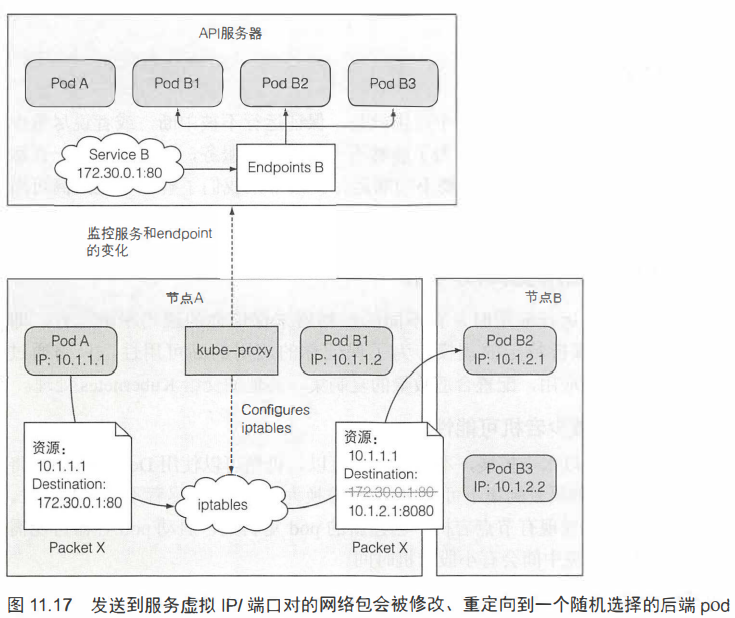 API服务器
Pod A
Pod B1
Pod B2
Pod B3
Service B
172.30.0.1:80
Endpoints B
监控服务和endpoint
的变化
节点A
节点B
Pod A
IP: 10.1.1.1
kube-proxy
Pod B1
IP: 10.1.1.2
Pod B2
IP: 10.1.2.1
Configures
iptables
资源:
10.1.1.1
Destination:
172.30.0.1:80
Packet X
iptables
资源:
10.1.1.1
Destination:
172.30.0.1:80
10.1.2.1:8080
Packet X
Pod B3
IP: 10.1.2.2
图 11.17 发送到服务虚拟 IP/ 端口对的网络包会被修改、重定向到一个随机选择的后端 pod